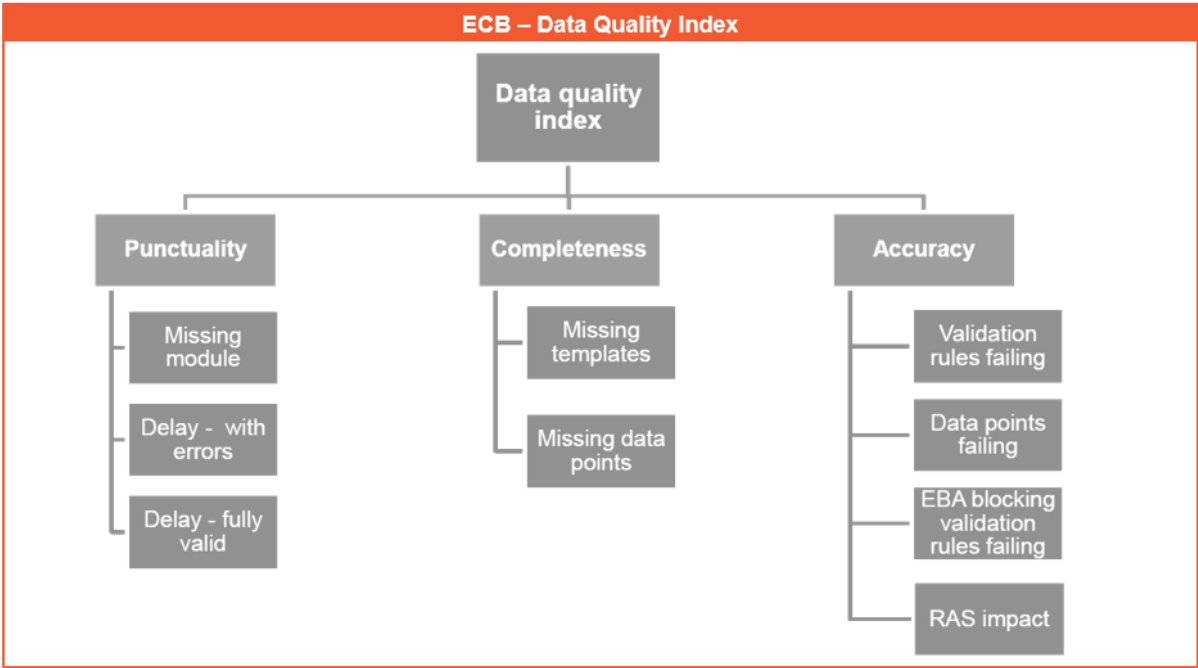 ECB – Data Quality Index
Data quality
index
Punctuality
Missing
module
Delay - with
errors
Delay - fully
valid
Completeness
Missing
templates
Missing data
points
Accuracy
Validation
rules failing
Data points
failing
EBA blocking
validation
rules failing
RAS impact